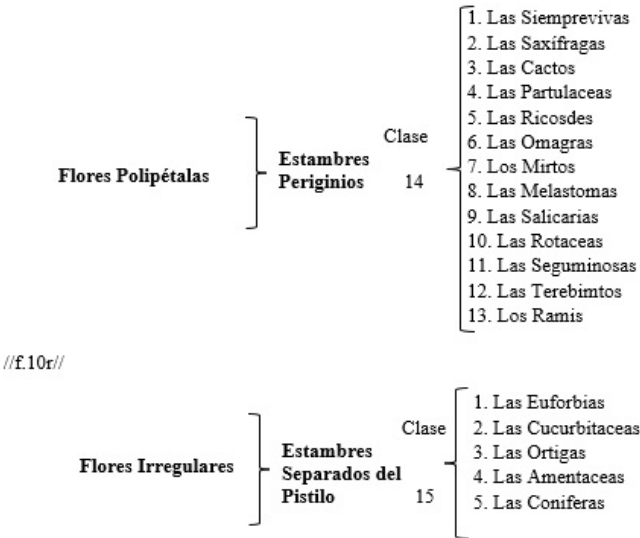 Flores Polipétalas
Estambres
Periginios
Clase
14
1. Las Siemprevivas
2. Las Saxífragas
3. Las Cactos
4. Las Partulaceas
5. Las Ricosdes
6. Las Omagras
7. Los Mirtos
8. Las Melastomas
9. Las Salicarias
10. Las Rotaceas
11. Las Seguminosas
12. Las Terebimtos
13. Los Ramis
//f.10r//
Flores Irregulares
Estambres
Separados del
Pistilo
Clase
15
1. Las Euforbias
2. Las Cucurbitaceas
3. Las Ortigas
4. Las Amentaceas
5. Las Coniferas